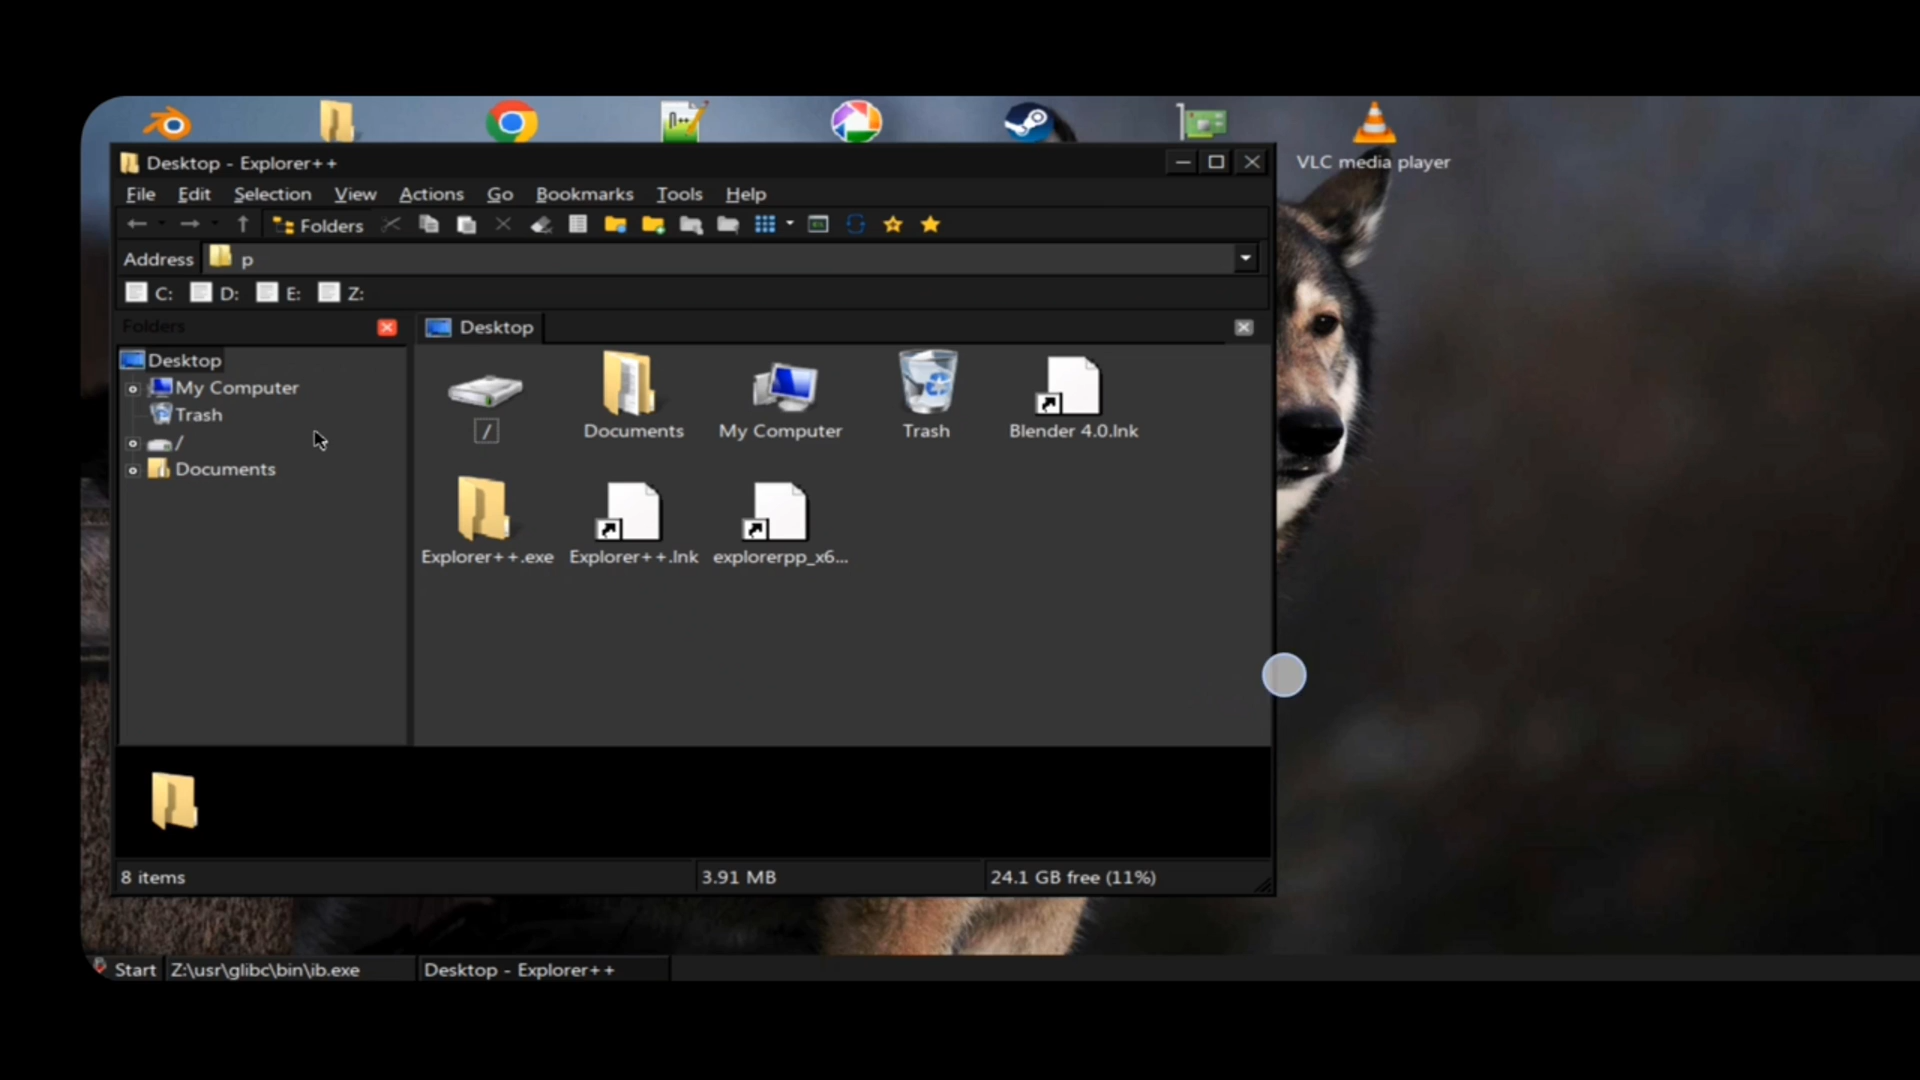 VLC media player
Desktop - Explorer++
File Edit Selection View Actions Go Bookmarks Tools Help
Folders
Address p
C: D: E: Z:
Folders
Desktop
Desktop
My Computer
Trash
/
Documents
/
Documents
My Computer
Trash
Blender 4.0.lnk
Explorer++.exe
Explorer++.lnk
explorerpp_x6...
8 items
3.91 MB
24.1 GB free (11%)
Start
Z:\usr\glibc\bin\ib.exe
Desktop - Explorer++